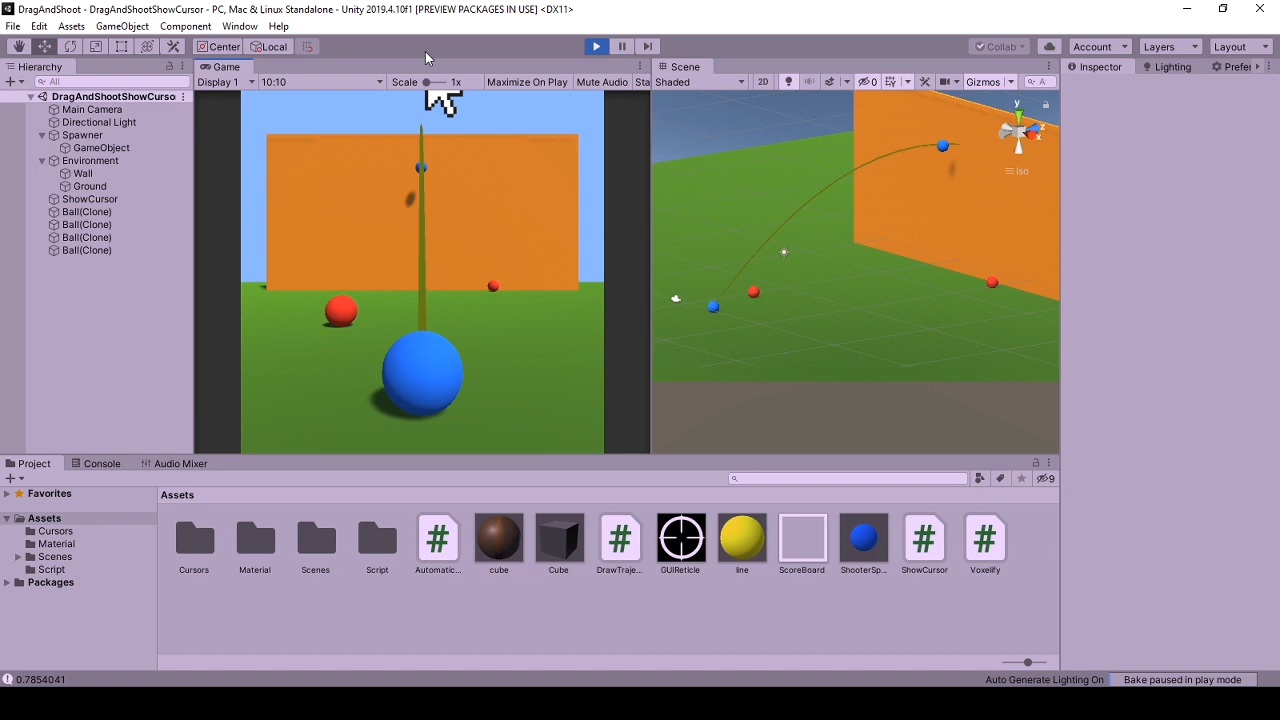 DragAndShoot - DragAndShootShowCursor - PC, Mac & Linux Standalone - Unity 2019.4.10f1 [PREVIEW PACKAGES IN USE] <DX11>
File Edit Assets GameObject Component Window Help
Center Local Collab Account Layers Layout
Hierarchy Game Scene Inspector Lighting Prefer
All Display 1 10:10 Scale 1x Maximize On Play Mute Audio Sta Shaded 2D 0 Gizmos A
DragAndShootShowCurso
Main Camera
Directional Light
Spawner
GameObject
Environment
Wall
Ground
ShowCursor
Ball(Clone)
Ball(Clone)
Ball(Clone)
Ball(Clone)
y
z
x
Iso
Project Console Audio Mixer
9
Favorites
Assets
Cursors
Material
Scenes
Script
Packages
Assets
Cursors Material Scenes Script Automatic... cube Cube DrawTraje... GUIReticle line ScoreBoard ShooterSp... ShowCursor Voxelify
0.7854041 Auto Generate Lighting On Bake paused in play mode